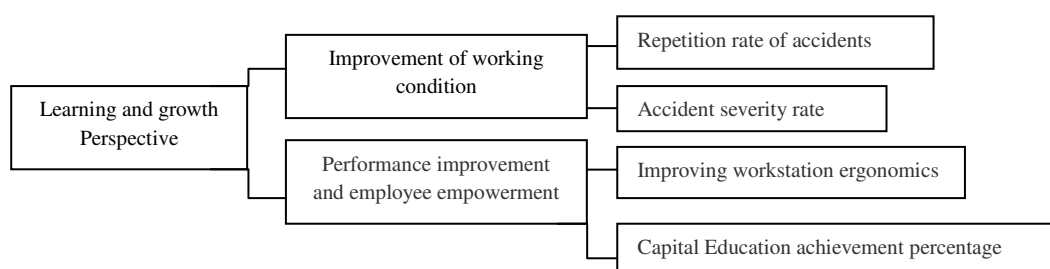 Learning and growth
Perspective
Improvement of working
condition
Repetition rate of accidents
Accident severity rate
Performance improvement
and employee empowerment
Improving workstation ergonomics
Capital Education achievement percentage